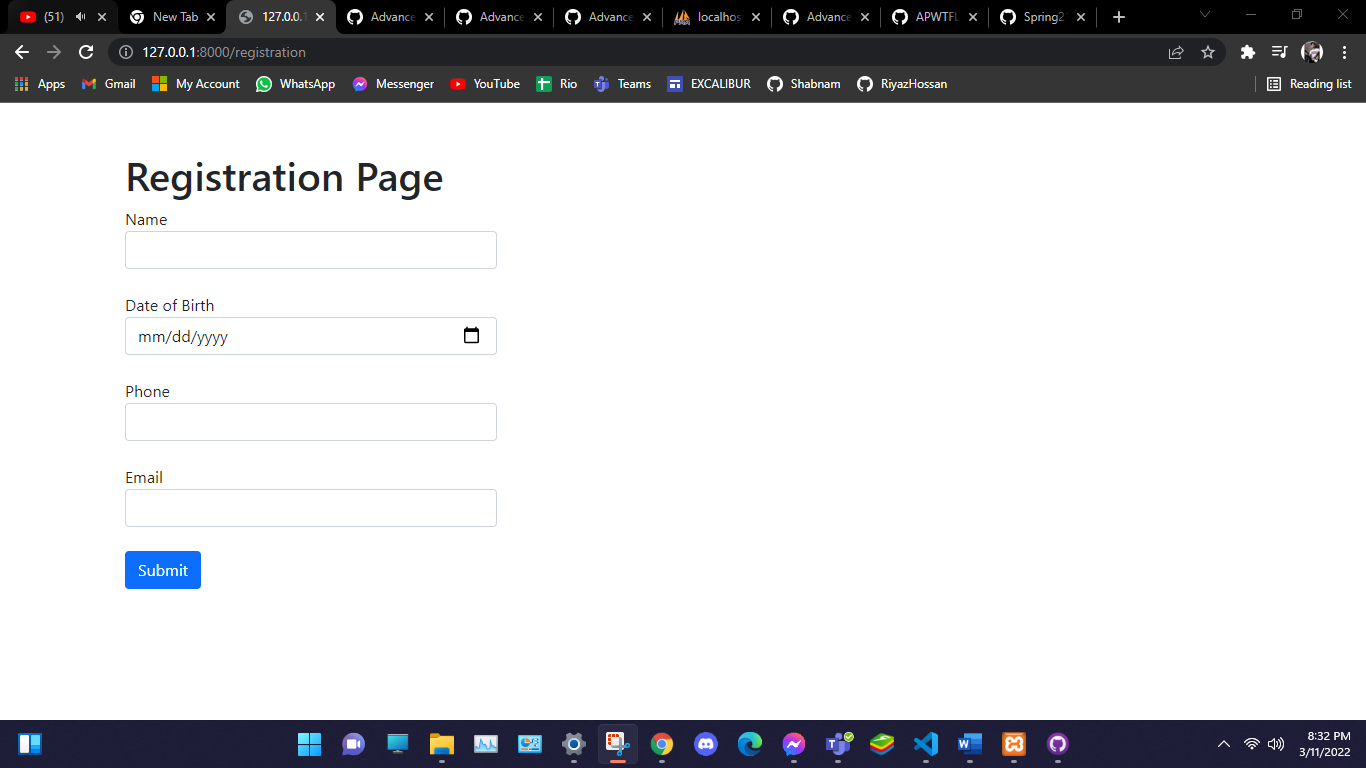 (51)
New Tab
127.0.0.1
Advance
Advance
Advance
localhos
Advance
APWTFL
Spring2
127.0.0.1:8000/registration
Apps
Gmail
My Account
WhatsApp
Messenger
YouTube
Rio
Teams
EXCALIBUR
Shabnam
RiyazHossan
Reading list
Registration Page
Name
Date of Birth
mm/dd/yyyy
Phone
Email
Submit
8:32 PM
3/11/2022